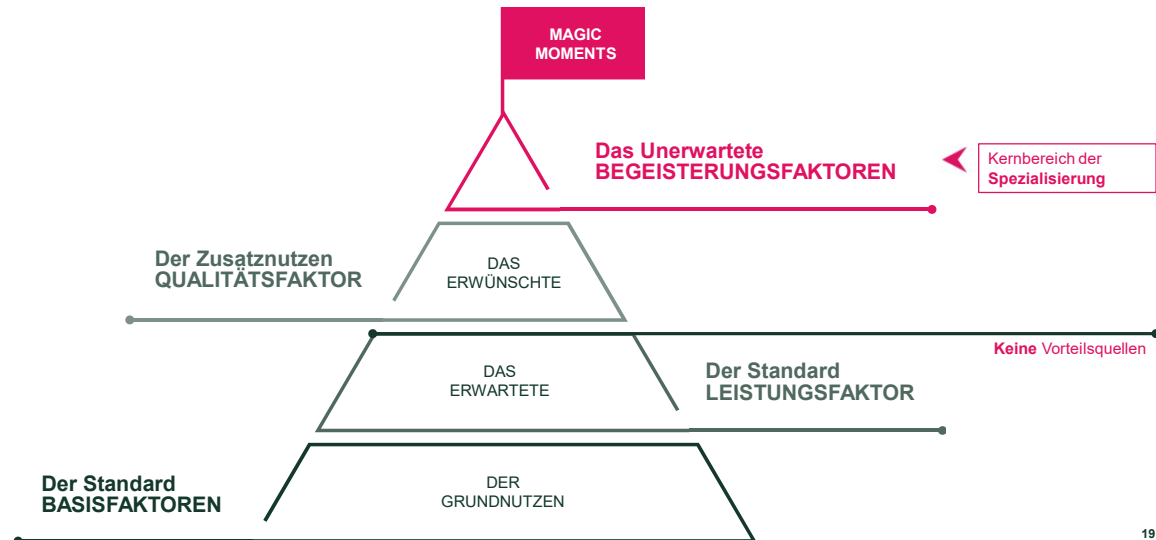 MAGIC
MOMENTS
Das Unerwartete
BEGEISTERUNGSFAKTOREN
Kernbereich der
Spezialisierung
Der Zusatznutzen
QUALITÄTSFAKTOR
DAS
ERWÜNSCHTE
Keine Vorteilsquellen
DAS
ERWARTETE
Der Standard
LEISTUNGSFAKTOR
Der Standard
BASISFAKTOREN
DER
GRUNDNUTZEN
19